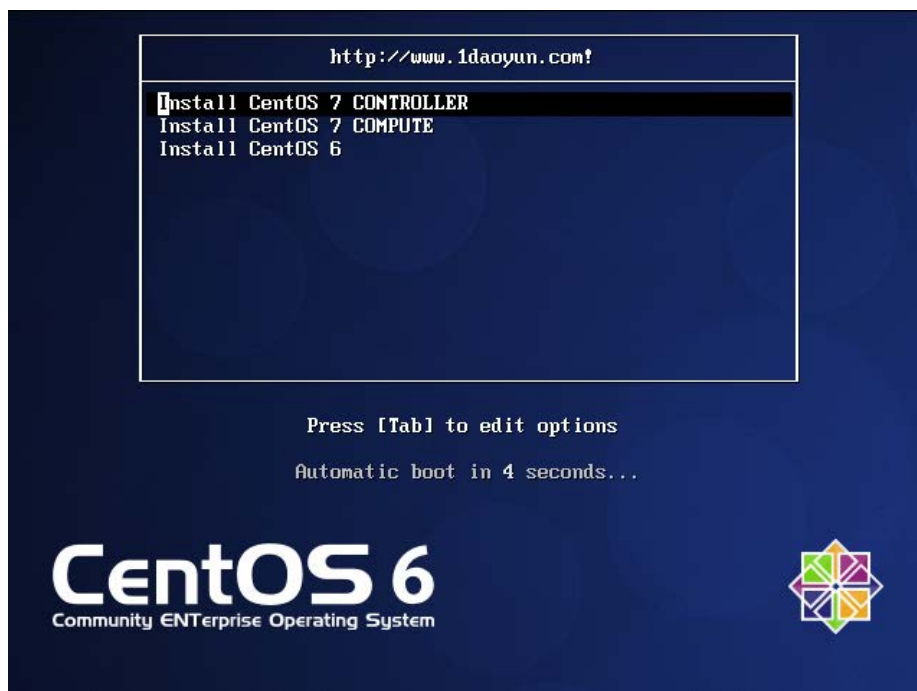 http://www.1daoyun.com!
Install CentOS 7 CONTROLLER
Install CentOS 7 COMPUTE
Install CentOS 6
Press [Tab] to edit options
Automatic boot in 4 seconds...
CentOS 6
Community ENTerprise Operating System